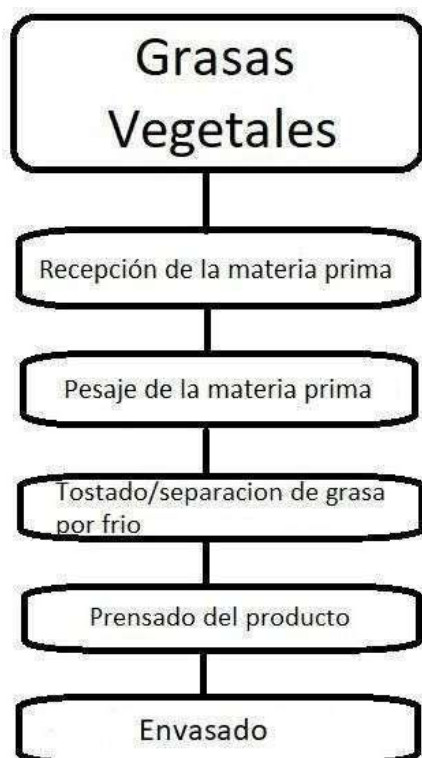 Grasas
Vegetales
Recepción de la materia prima
Pesaje de la materia prima
Tostado/separacion de grasa
por frio
Prensado del producto
Envasado